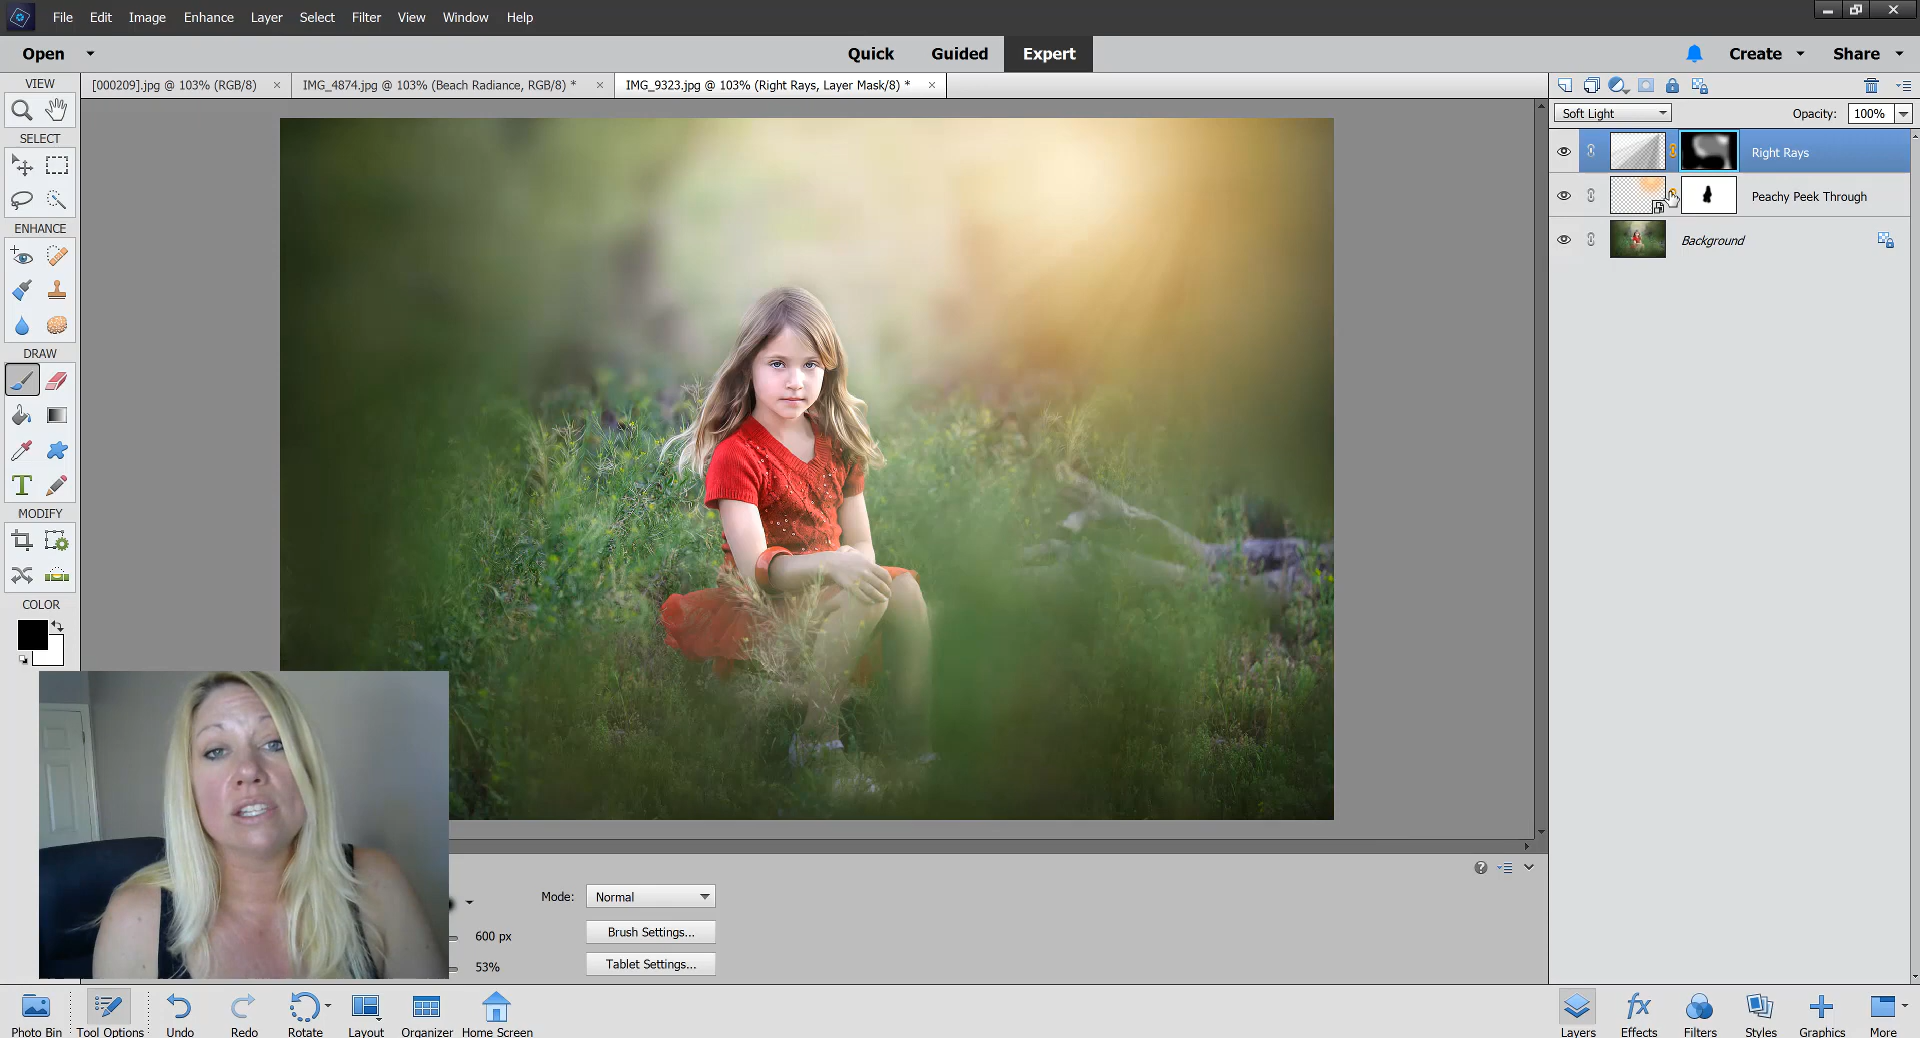 File Edit Image Enhance Layer Select Filter View Window Help
Open Quick Guided Expert Create Share
VIEW
[000209].jpg @ 103% (RGB/8) × IMG_4874.jpg @ 103% (Beach Radiance, RGB/8) * × IMG_9323.jpg @ 103% (Right Rays, Layer Mask/8) * ×
Soft Light Opacity: 100%
SELECT
Right Rays
Peachy Peek Through
ENHANCE
Background
DRAW
T
MODIFY
COLOR
Mode: Normal
Brush Settings...
600 px
Tablet Settings...
53%
Photo Bin Tool Options Undo Redo Rotate Layout Organizer Home Screen Layers fx Effects Filters Styles Graphics More